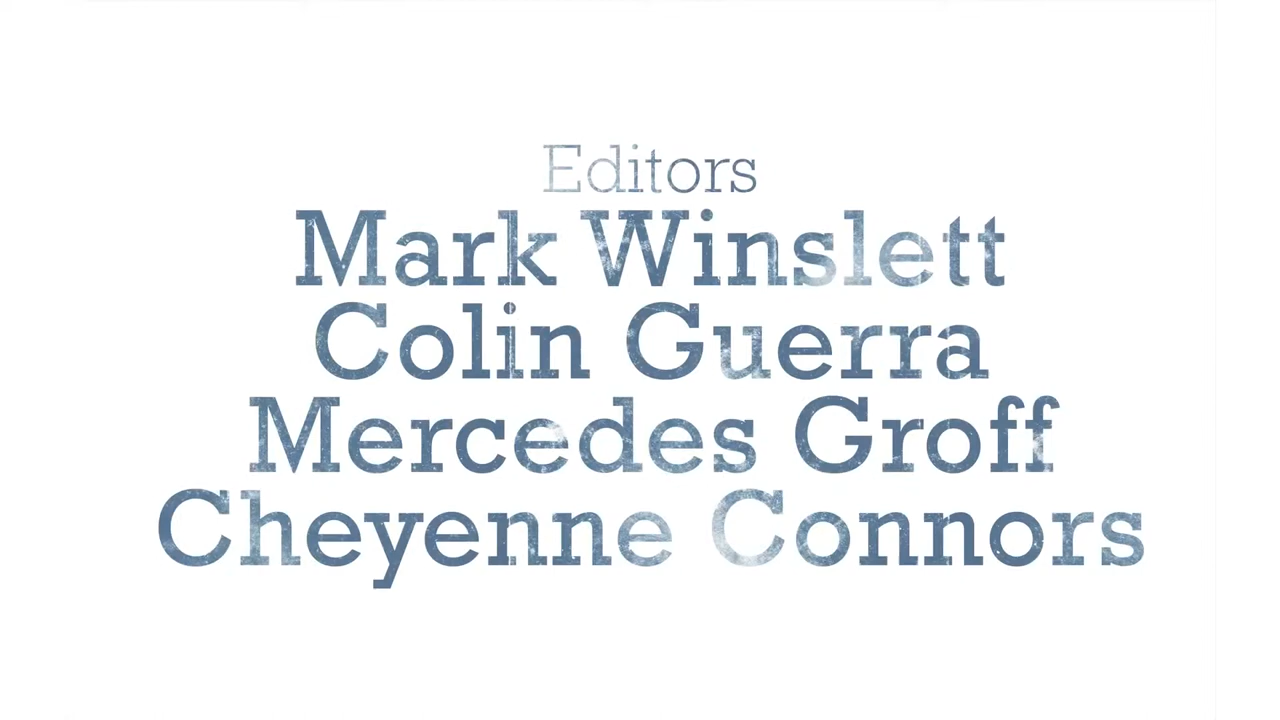 Editors
Mark Winslett
Colin Guerra
Mercedes Groff
Cheyenne Connors